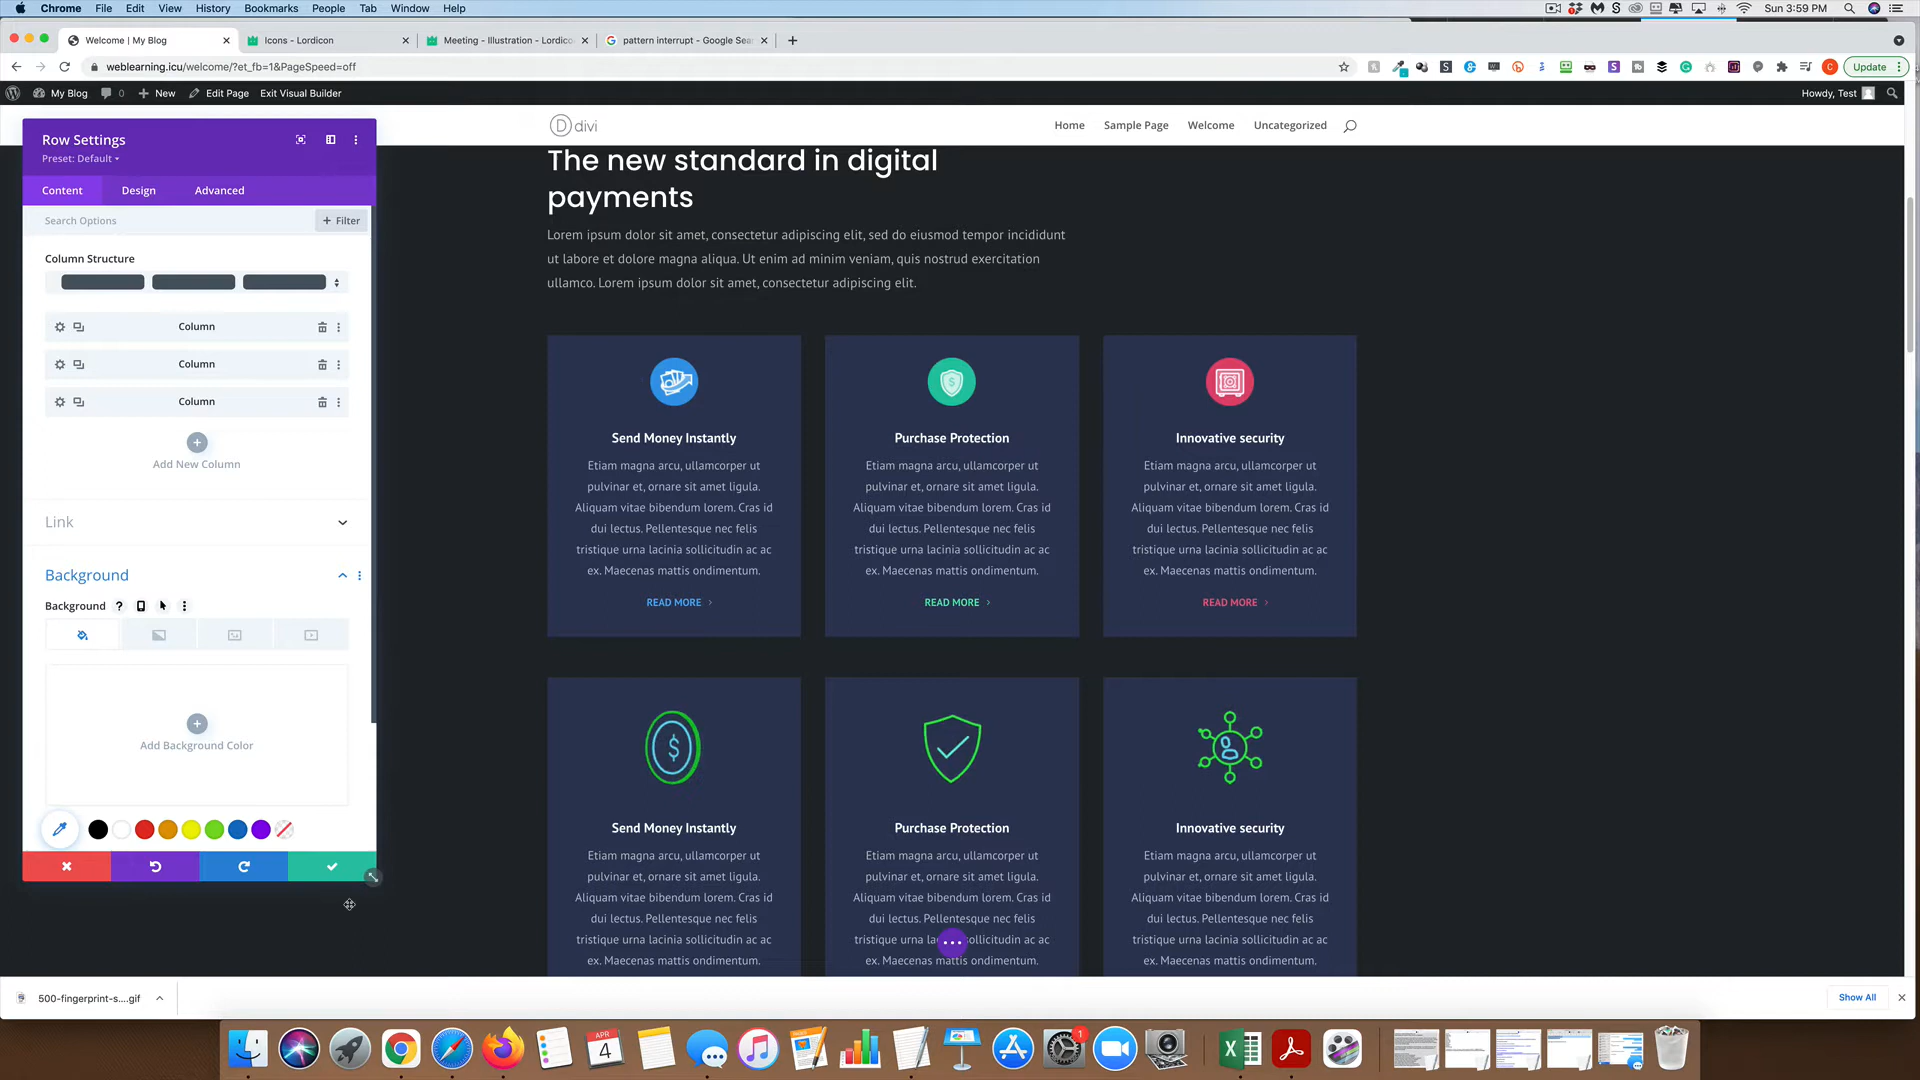 Chrome File Edit View History Bookmarks People Tab Window Help Sun 3:59 PM
Welcome | My Blog Icons - Lordicon Meeting - Illustration - Lordico pattern interrupt - Google Sea
weblearning.icu/welcome/?et_fb=1&PageSpeed=off Update
My Blog 0 New Edit Page Exit Visual Builder Howdy, Test
Row Settings
Preset: Default
Content Design Advanced
Search Options + Filter
Column Structure
Column
Column
Column
Add New Column
Link
Background
Background ?
Add Background Color
D divi Home Sample Page Welcome Uncategorized
The new standard in digital
payments
Lorem ipsum dolor sit amet, consectetur adipiscing elit, sed do eiusmod tempor incididunt
ut labore et dolore magna aliqua. Ut enim ad minim veniam, quis nostrud exercitation
ullamco. Lorem ipsum dolor sit amet, consectetur adipiscing elit.
Send Money Instantly
Etiam magna arcu, ullamcorper ut
pulvinar et, ornare sit amet ligula.
Aliquam vitae bibendum lorem. Cras id
dui lectus. Pellentesque nec felis
tristique urna lacinia sollicitudin ac ac
ex. Maecenas mattis ondimentum.
READ MORE
Purchase Protection
Etiam magna arcu, ullamcorper ut
pulvinar et, ornare sit amet ligula.
Aliquam vitae bibendum lorem. Cras id
dui lectus. Pellentesque nec felis
tristique urna lacinia sollicitudin ac ac
ex. Maecenas mattis ondimentum.
READ MORE
Innovative security
Etiam magna arcu, ullamcorper ut
pulvinar et, ornare sit amet ligula.
Aliquam vitae bibendum lorem. Cras id
dui lectus. Pellentesque nec felis
tristique urna lacinia sollicitudin ac ac
ex. Maecenas mattis ondimentum.
READ MORE
Send Money Instantly
Etiam magna arcu, ullamcorper ut
pulvinar et, ornare sit amet ligula.
Aliquam vitae bibendum lorem. Cras id
dui lectus. Pellentesque nec felis
tristique urna lacinia sollicitudin ac ac
ex. Maecenas mattis ondimentum.
Purchase Protection
Etiam magna arcu, ullamcorper ut
pulvinar et, ornare sit amet ligula.
Aliquam vitae bibendum lorem. Cras id
dui lectus. Pellentesque nec felis
tristique urna la ollicitudin ac ac
ex. Maecenas mattis ondimentum.
Innovative security
Etiam magna arcu, ullamcorper ut
pulvinar et, ornare sit amet ligula.
Aliquam vitae bibendum lorem. Cras id
dui lectus. Pellentesque nec felis
tristique urna lacinia sollicitudin ac ac
ex. Maecenas mattis ondimentum.
500-fingerprint-s....gif Show All
APR
4
1